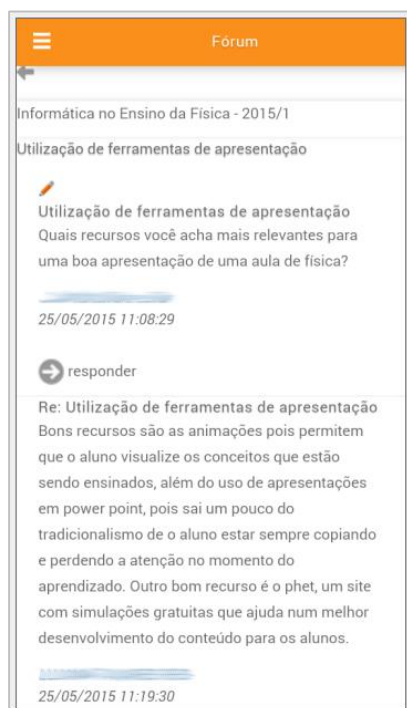 Fórum
Informática no Ensino da Física - 2015/1
Utilização de ferramentas de apresentação
Utilização de ferramentas de apresentação
Quais recursos você acha mais relevantes para
uma boa apresentação de uma aula de física?
25/05/2015 11:08:29
responder
Re: Utilização de ferramentas de apresentação
Bons recursos são as animações pois permitem
que o aluno visualize os conceitos que estão
sendo ensinados, além do uso de apresentações
em power point, pois sai um pouco do
tradicionalismo de o aluno estar sempre copiando
e perdendo a atenção no momento do
aprendizado. Outro bom recurso é o phet, um site
com simulações gratuitas que ajuda num melhor
desenvolvimento do conteúdo para os alunos.
25/05/2015 11:19:30